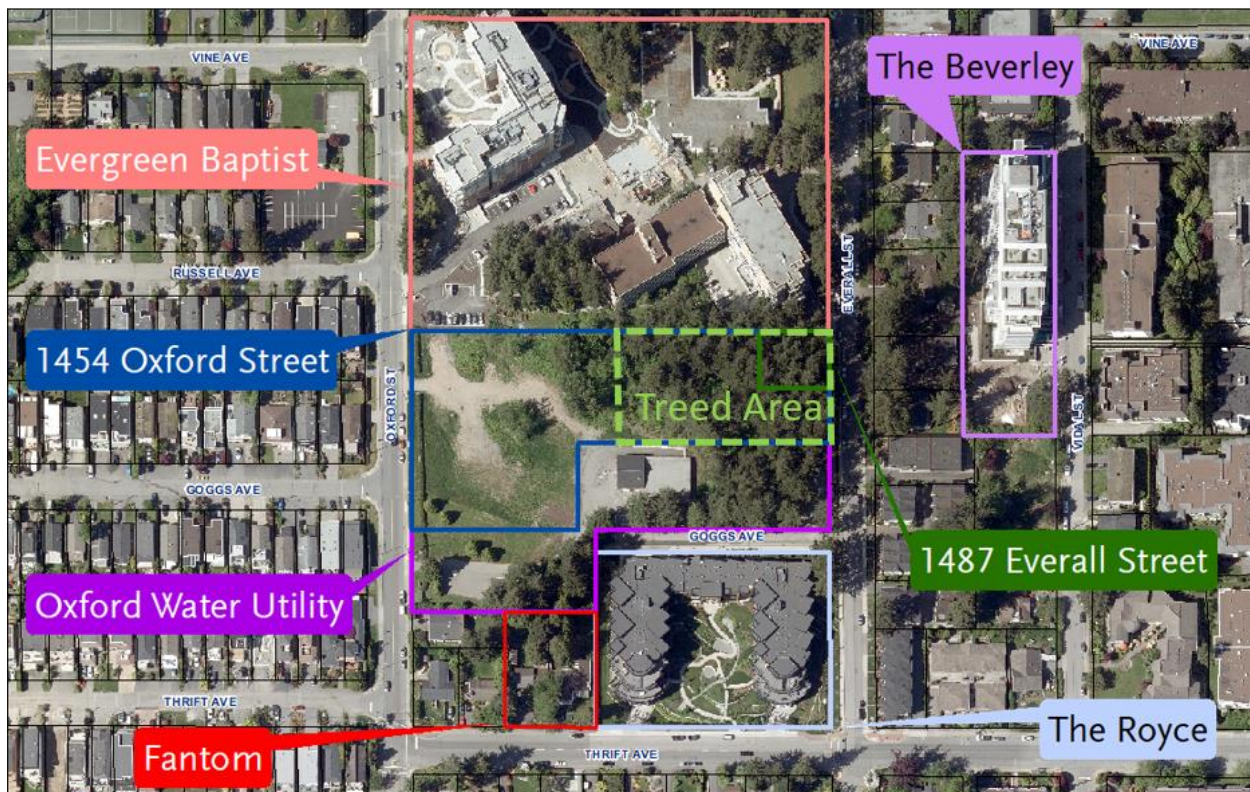 VINE AVE
VINE AVE
The Beverley
Evergreen Baptist
RUSSELL AVE
EVERALL ST
1454 Oxford Street
OXFORD ST
Treed Area
VIDAL ST
GOGGS AVE
GOGGS AVE
1487 Everall Street
Oxford Water Utility
THRIFT AVE
The Royce
Fantom
THRIFT AVE